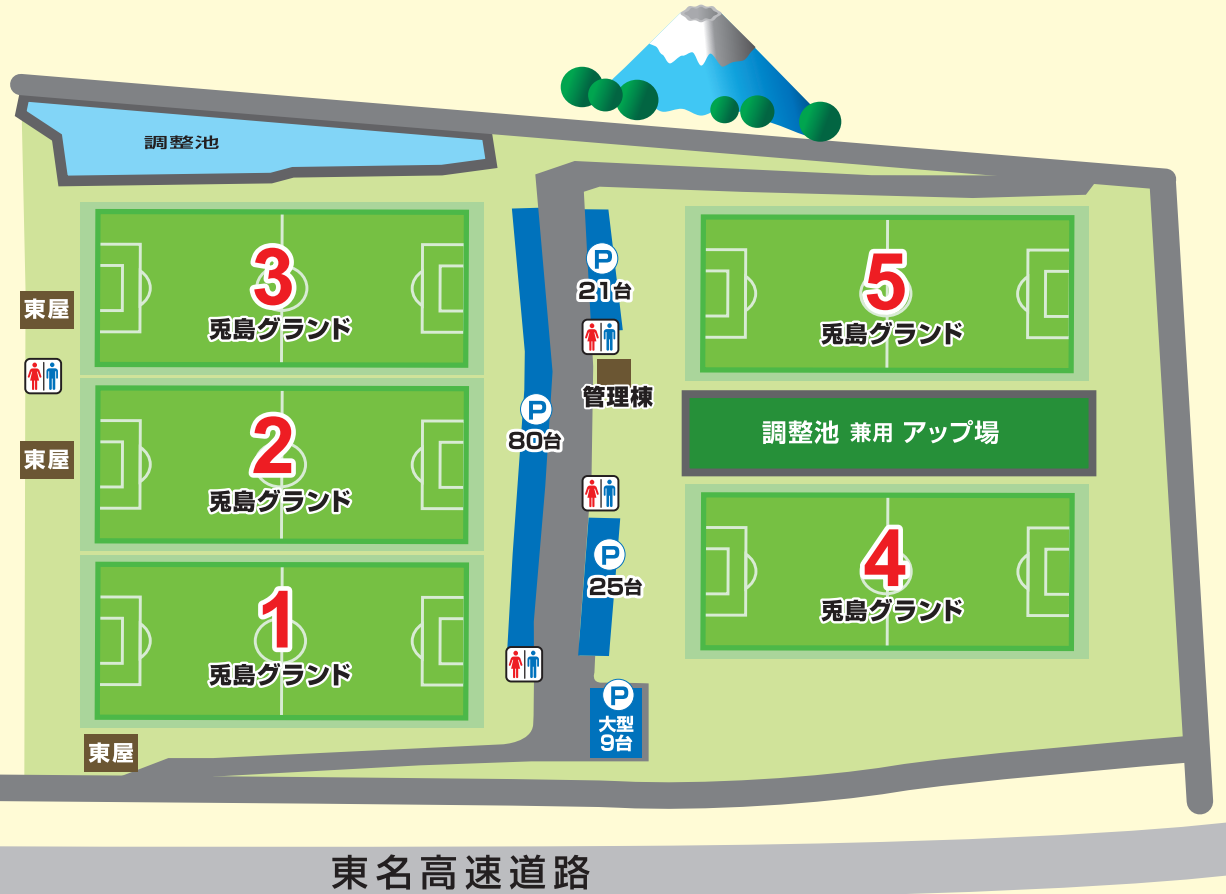 調整池
3
兎島グランド
東屋
2
兎島グランド
東屋
1
兎島グランド
東屋
P
21台
管理棟
P
80台
P
25台
P
大型
9台
5
兎島グランド
調整池 兼用 アップ場
4
兎島グランド
東名高速道路